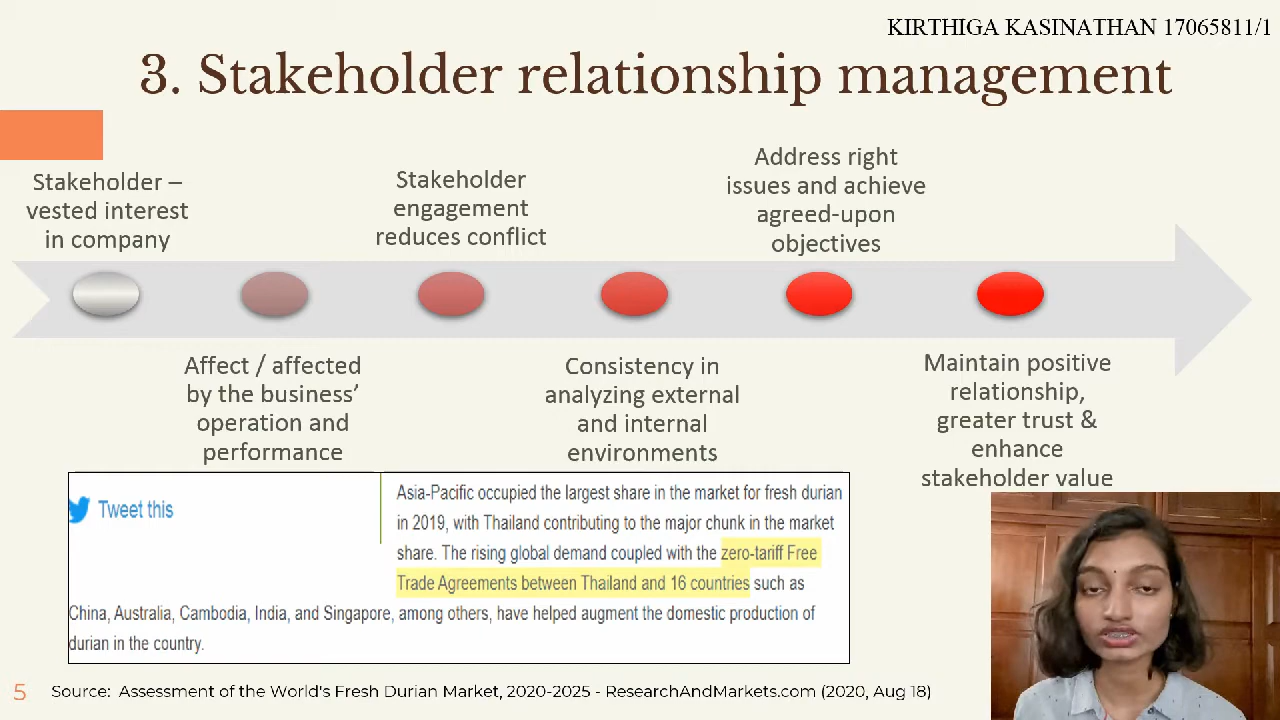 KIRTHIGA KASINATHAN 17065811/1
3. Stakeholder relationship management
Stakeholder –
vested interest
in company
Affect / affected
by the business’
operation and
performance
Stakeholder
engagement
reduces conflict
Consistency in
analyzing external
and internal
environments
Address right
issues and achieve
agreed-upon
objectives
Maintain positive
relationship,
greater trust &
enhance
stakeholder value
Tweet this
Asia-Pacific occupied the largest share in the market for fresh durian
in 2019, with Thailand contributing to the major chunk in the market
share. The rising global demand coupled with the zero-tariff Free
Trade Agreements between Thailand and 16 countries such as
China, Australia, Cambodia, India, and Singapore, among others, have helped augment the domestic production of
durian in the country.
5
Source: Assessment of the World's Fresh Durian Market, 2020-2025 - ResearchAndMarkets.com (2020, Aug 18)